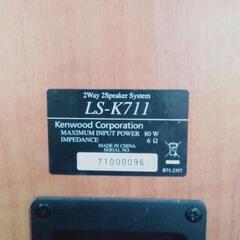 2Way 2Speaker System
LS-K711
Kenwood Corporation
MAXIMUM INPUT POWER 80 W
IMPEDANCE 6 Ω
MADE IN CHINA
SERIAL NO.
71000096
B71-2357